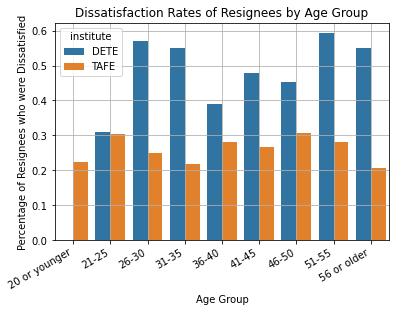 Dissatisfaction Rates of Resignees by Age Group
Percentage of Resignees who were Dissatisfied
0.6
0.5
0.4
0.3
0.2
0.1
0.0
institute
DETE
TAFE
20 or younger
21-25
26-30
31-35
36-40
41-45
46-50
51-55
56 or older
Age Group